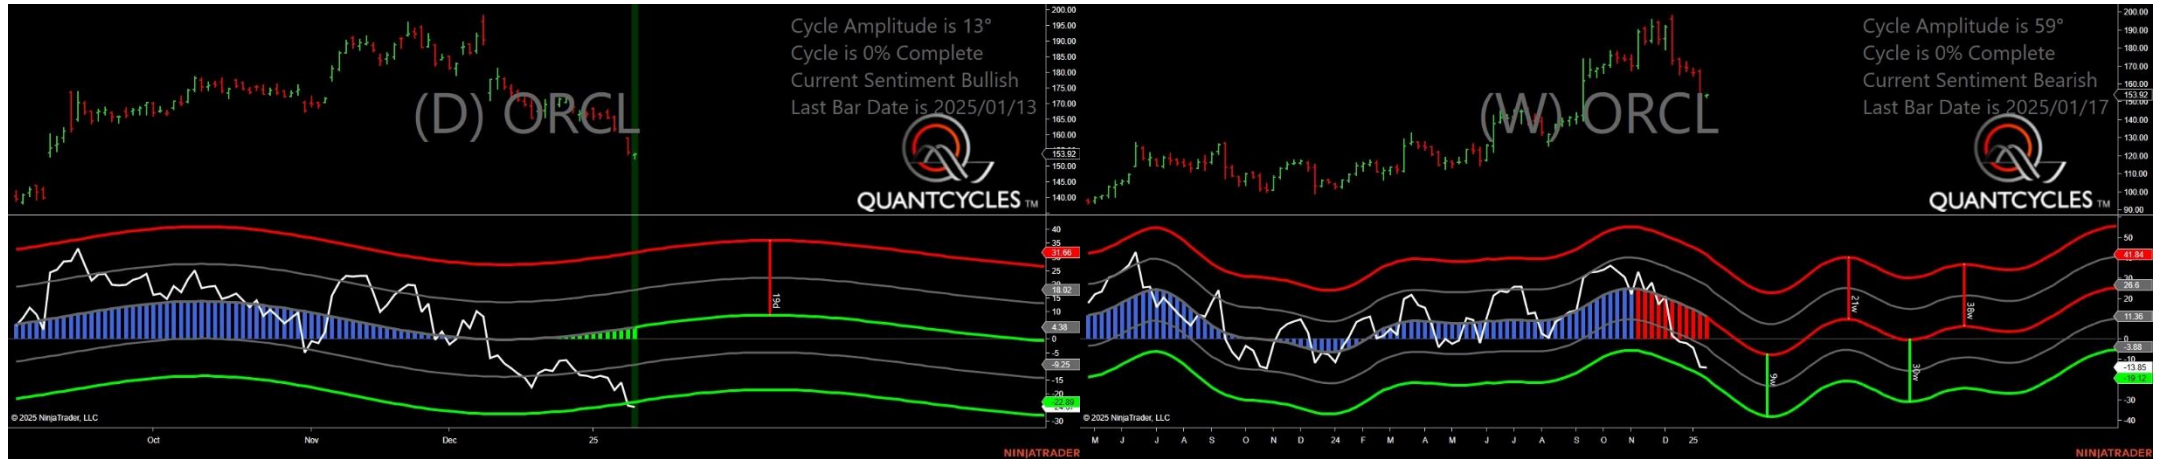 Cycle Amplitude is 13°
Cycle is 0% Complete
Current Sentiment Bullish
Last Bar Date is 2025/01/13
(D) ORCL
QUANTCYCLES TM
200.00
195.00
190.00
185.00
180.00
175.00
170.00
165.00
160.00
153.92
150.00
145.00
140.00
40
35
31.66
25
18.02
15
10
4.38
0
-5
-9.25
-15
-22.89
-30
19d
© 2025 NinjaTrader, LLC
Oct
Nov
Dec
25
NINJATRADER
Cycle Amplitude is 59°
Cycle is 0% Complete
Current Sentiment Bearish
Last Bar Date is 2025/01/17
(W) ORCL
QUANTCYCLES TM
200.00
190.00
180.00
170.00
160.00
153.92
150.00
140.00
130.00
120.00
110.00
100.00
90.00
50
41.84
30
26.6
20
11.36
0
-3.88
-10
-13.85
-19.12
-30
-40
9w
21w
30w
38w
© 2025 NinjaTrader, LLC
M J J A S O N D 24 F M A M J J A S O N D 25
NINJATRADER